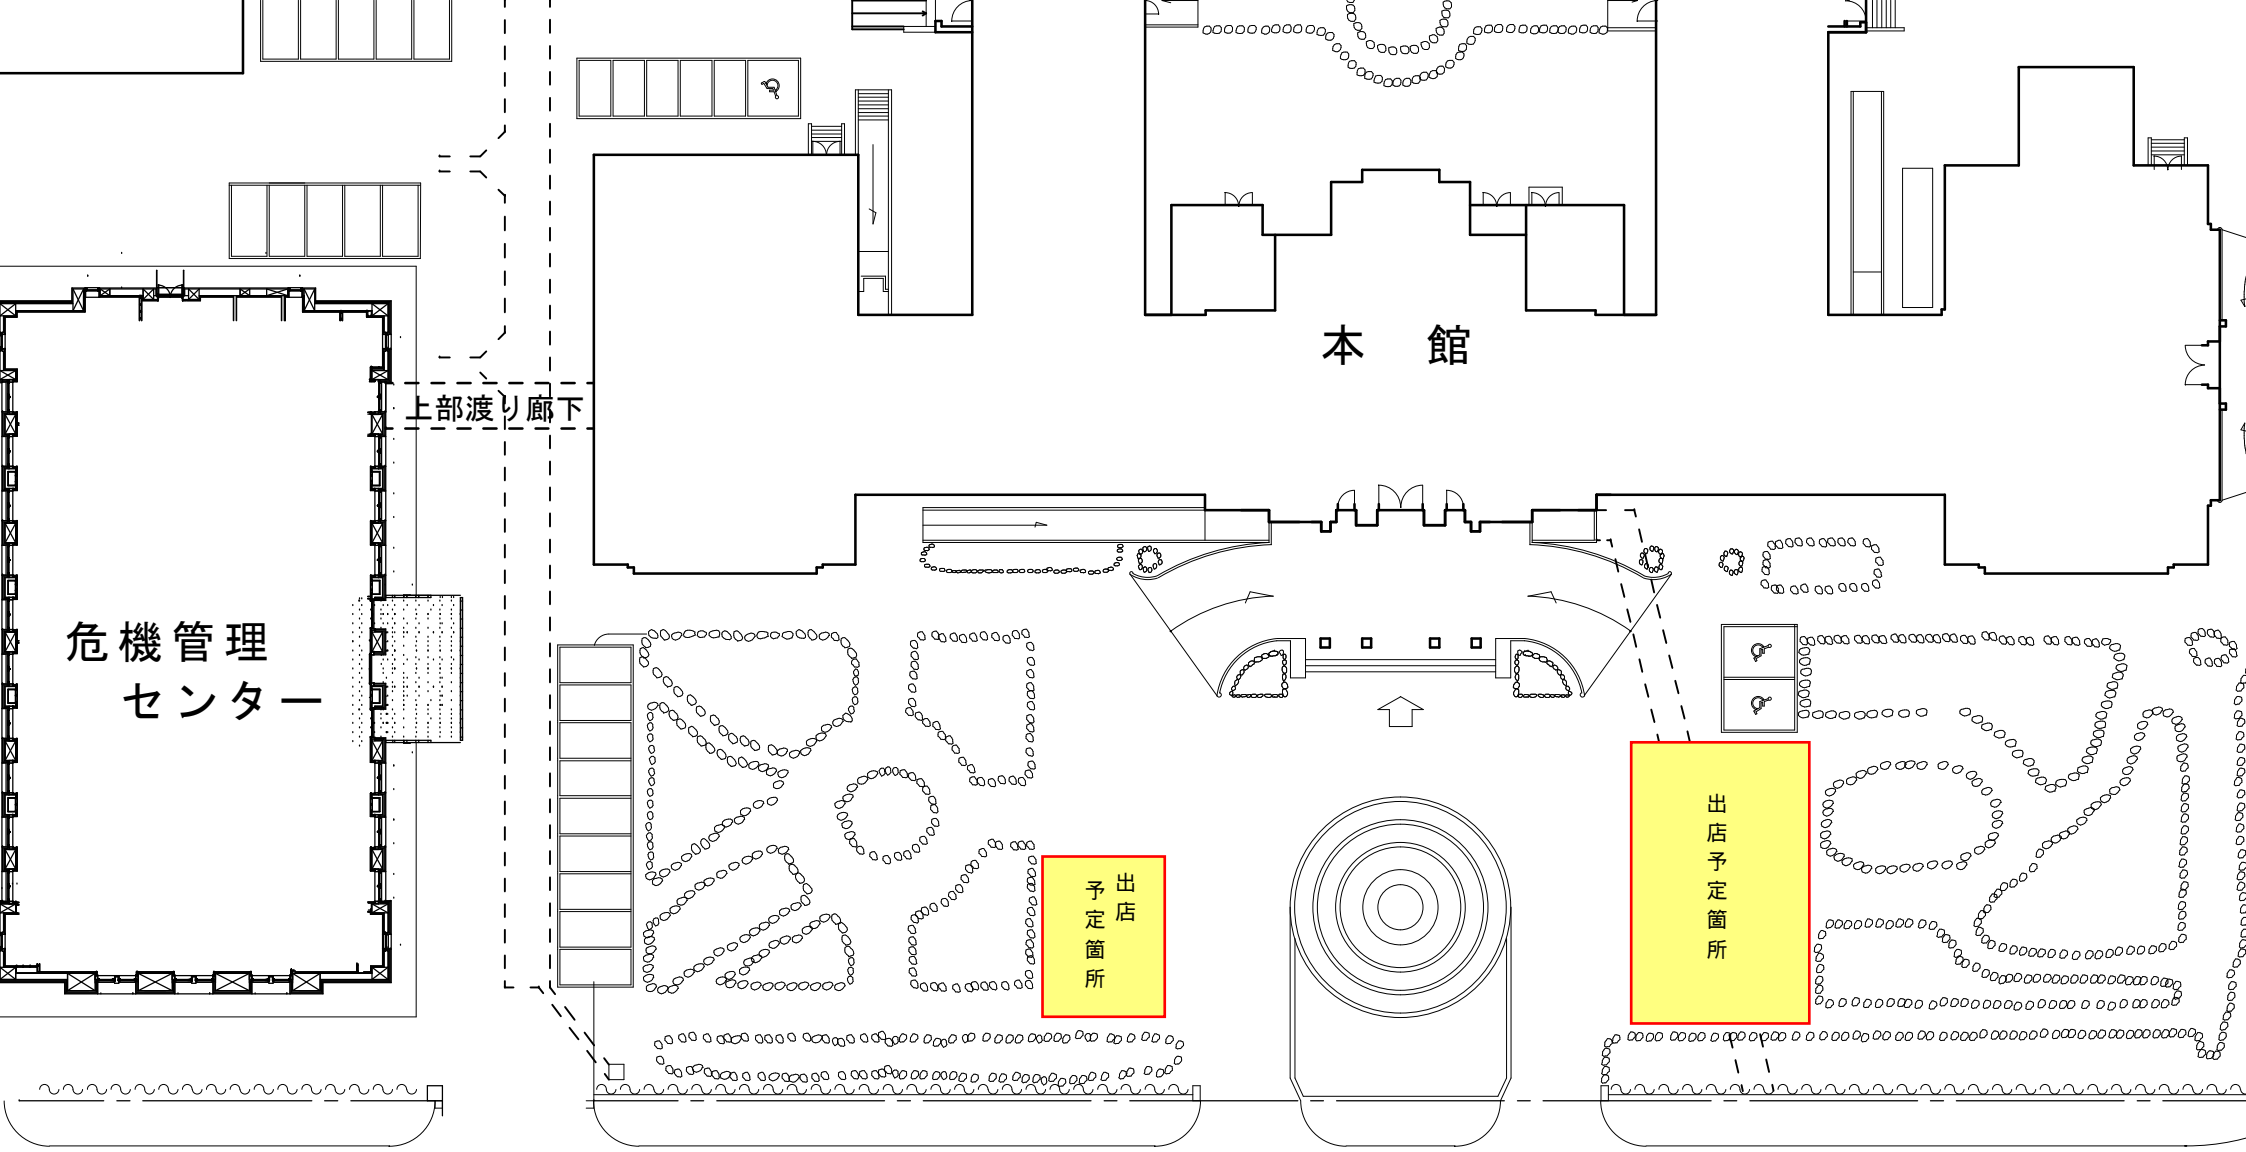 本館
上部渡り廊下
危機管理
センター
出店
予定箇所
出店予定箇所